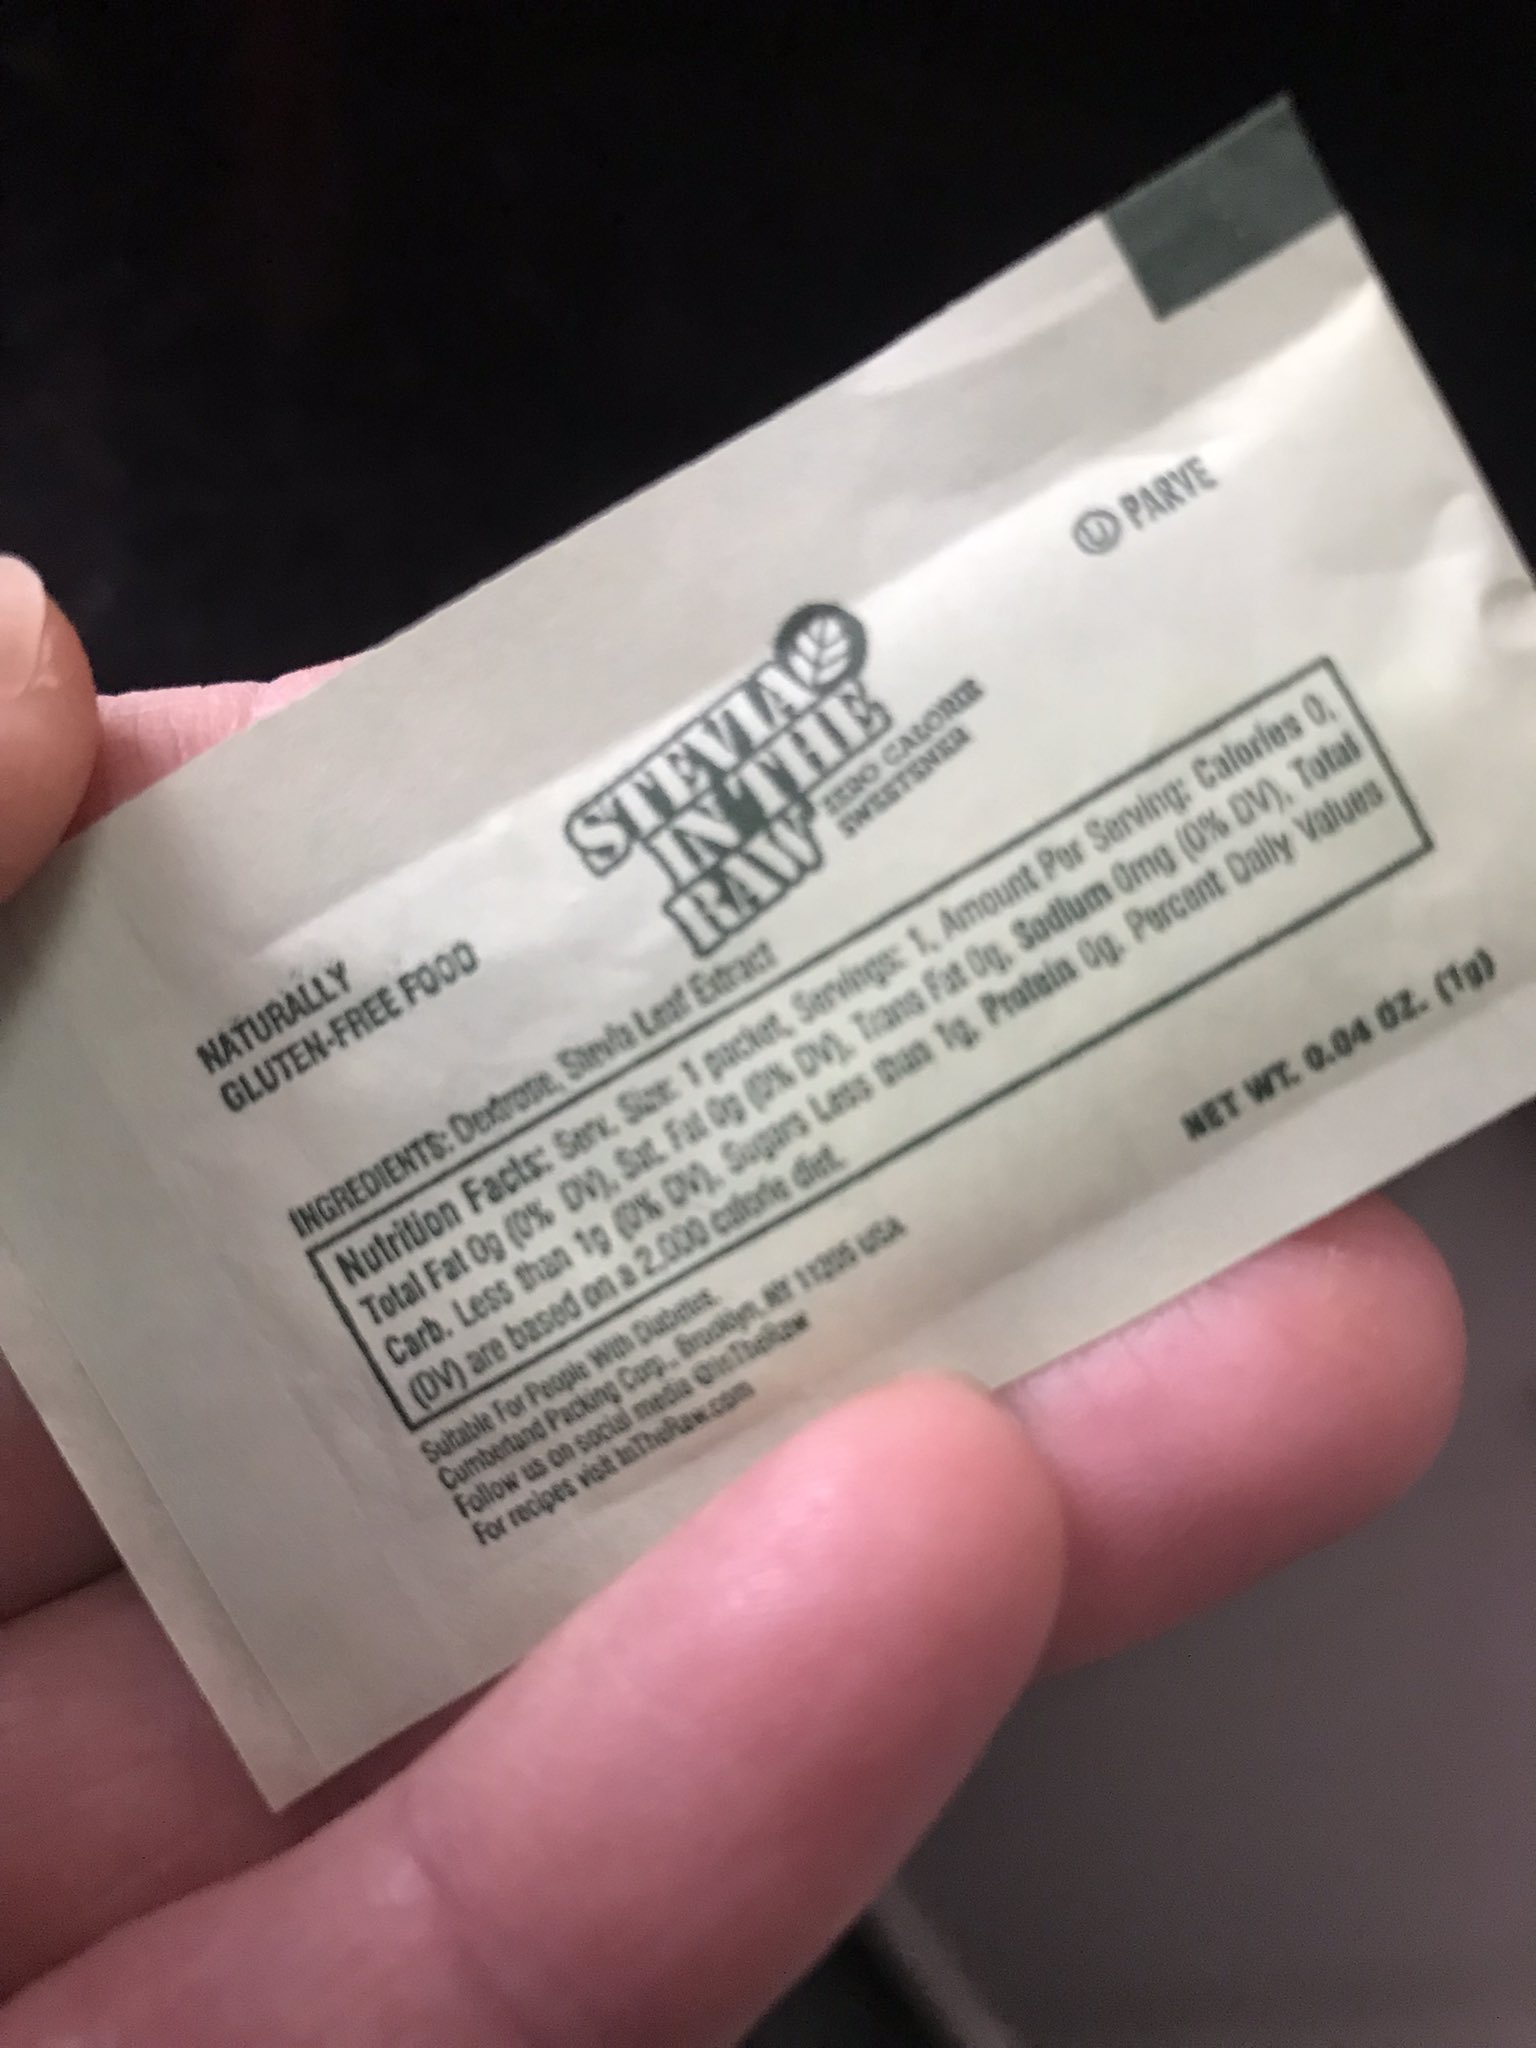 Ⓤ PARVE
STEVIA
IN THE
RAW
ZERO CALORIE
SWEETENER
NATURALLY
GLUTEN-FREE FOOD
INGREDIENTS: Dextrose, Stevia Leaf Extract
Nutrition Facts: Serv. Size: 1 packet, Servings: 1, Amount Per Serving: Calories 0,
Total Fat 0g (0% DV), Sat. Fat 0g (0% DV), Trans Fat 0g, Sodium 0mg (0% DV), Total
Carb. Less than 1g (0% DV), Sugars Less than 1g, Protein 0g. Percent Daily Values
(DV) are based on a 2,000 calorie diet.
NET WT. 0.04 OZ. (1g)
Suitable For People With Diabetes.
Cumberland Packing Corp., Brooklyn, NY 11205 USA
Follow us on social media @InTheRaw
For recipes visit InTheRaw.com